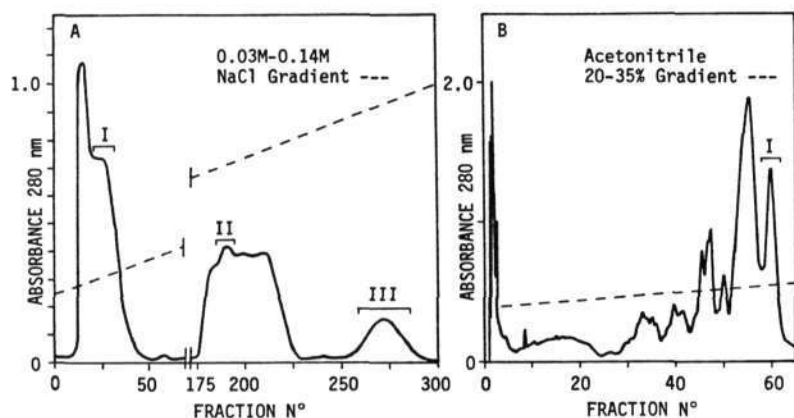 A
0.03M-0.14M
NaCl Gradient ---
1.0
I
II
III
ABSORBANCE 280 nm
0
0 50 175 200 250 300
FRACTION N°
B
Acetonitrile
20-35% Gradient ---
2.0
I
ABSORBANCE 280 nm
0
0 20 40 60
FRACTION N°